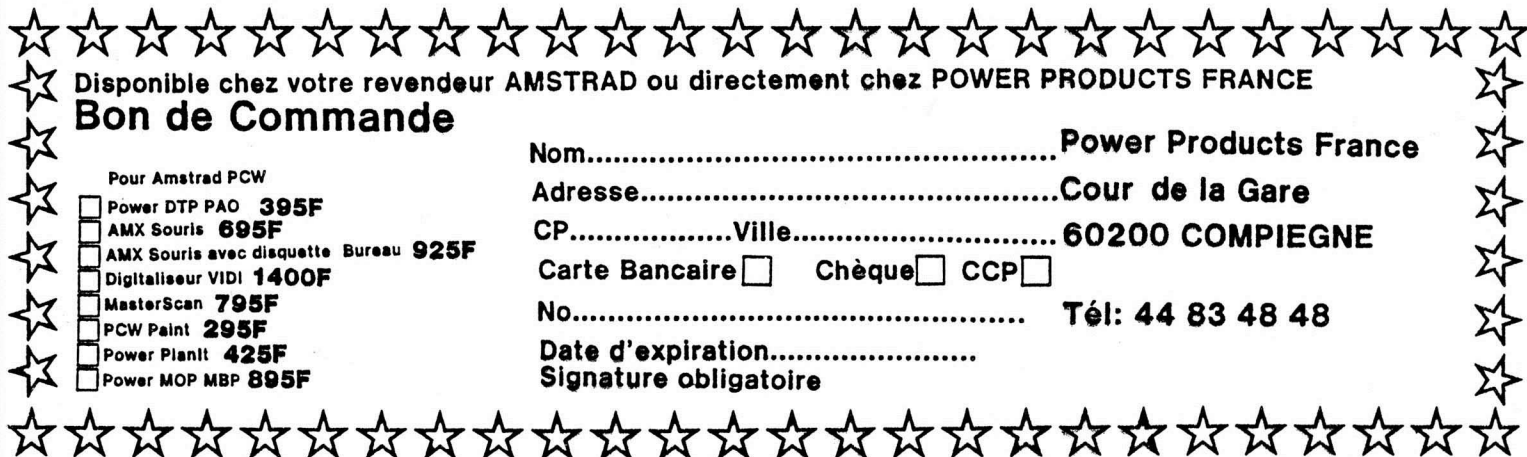 Disponible chez votre revendeur AMSTRAD ou directement chez POWER PRODUCTS FRANCE
Bon de Commande
Pour Amstrad PCW
Power DTP PAO 395F
AMX Souris 695F
AMX Souris avec disquette Bureau 925F
Digitaliseur VIDI 1400F
MasterScan 795F
PCW Paint 295F
Power PlanIt 425F
Power MOP MBP 895F
Nom................................................
Adresse...........................................
CP.................Ville............................
Carte Bancaire Chèque CCP
No...............................................
Date d'expiration......................
Signature obligatoire
Power Products France
Cour de la Gare
60200 COMPIEGNE
Tél: 44 83 48 48